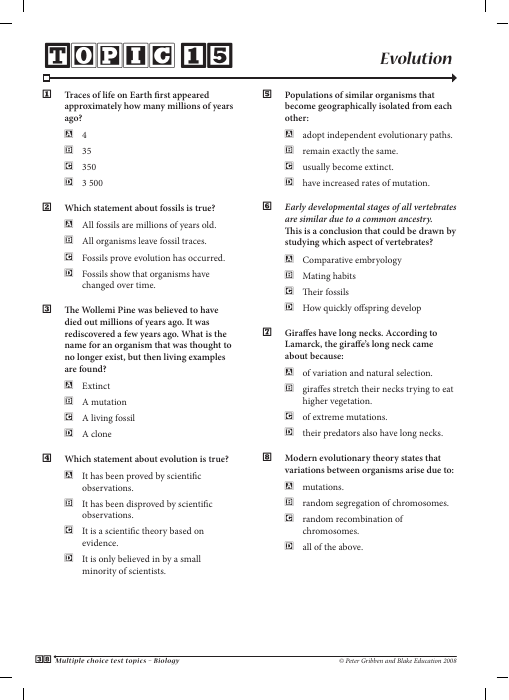 TOPIC 15
Evolution
1 Traces of life on Earth first appeared
approximately how many millions of years
ago?
A 4
B 35
C 350
D 3 500
2 Which statement about fossils is true?
A All fossils are millions of years old.
B All organisms leave fossil traces.
C Fossils prove evolution has occurred.
D Fossils show that organisms have
changed over time.
3 The Wollemi Pine was believed to have
died out millions of years ago. It was
rediscovered a few years ago. What is the
name for an organism that was thought to
no longer exist, but then living examples
are found?
A Extinct
B A mutation
C A living fossil
D A clone
4 Which statement about evolution is true?
A It has been proved by scientific
observations.
B It has been disproved by scientific
observations.
C It is a scientific theory based on
evidence.
D It is only believed in by a small
minority of scientists.
5 Populations of similar organisms that
become geographically isolated from each
other:
A adopt independent evolutionary paths.
B remain exactly the same.
C usually become extinct.
D have increased rates of mutation.
6 Early developmental stages of all vertebrates
are similar due to a common ancestry.
This is a conclusion that could be drawn by
studying which aspect of vertebrates?
A Comparative embryology
B Mating habits
C Their fossils
D How quickly offspring develop
7 Giraffes have long necks. According to
Lamarck, the giraffe's long neck came
about because:
A of variation and natural selection.
B giraffes stretch their necks trying to eat
higher vegetation.
C of extreme mutations.
D their predators also have long necks.
8 Modern evolutionary theory states that
variations between organisms arise due to:
A mutations.
B random segregation of chromosomes.
C random recombination of
chromosomes.
D all of the above.
38 Multiple choice test topics – Biology
© Peter Gribben and Blake Education 2008